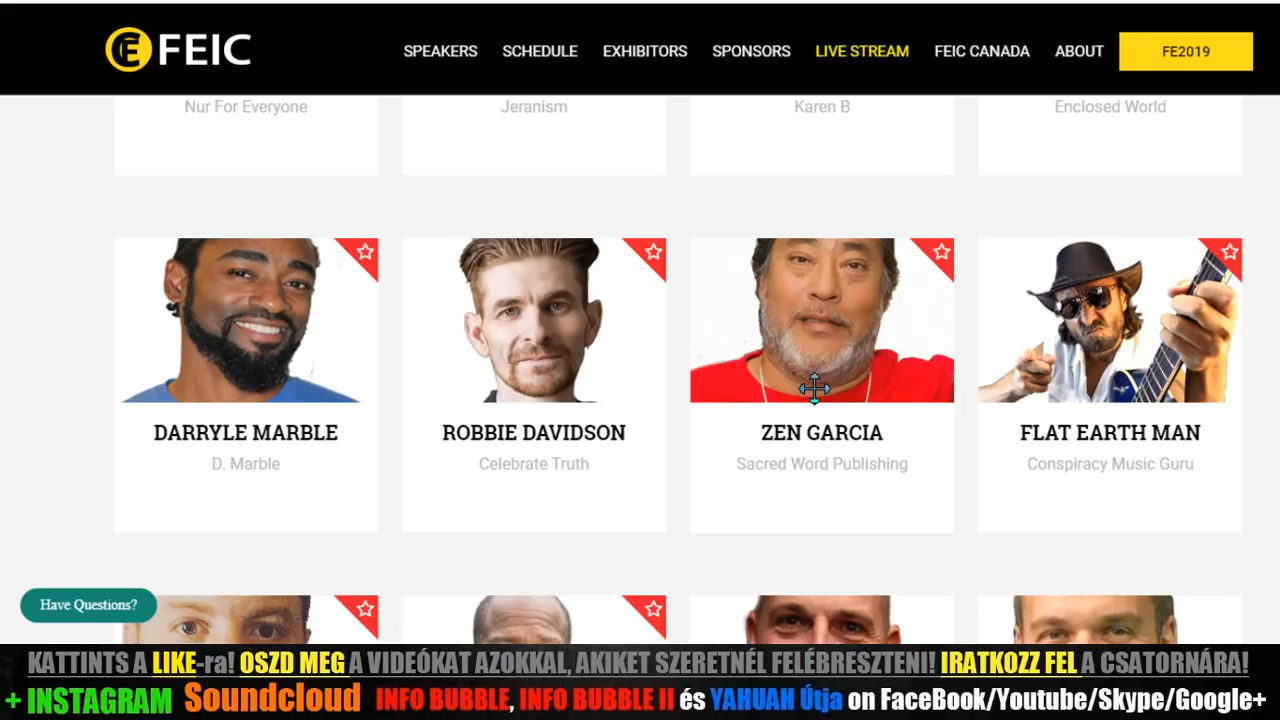 FEIC
SPEAKERS SCHEDULE EXHIBITORS SPONSORS LIVE STREAM FEIC CANADA ABOUT FE2019
Nur For Everyone Jeranism Karen B Enclosed World
DARRYLE MARBLE ROBBIE DAVIDSON ZEN GARCIA FLAT EARTH MAN
D. Marble Celebrate Truth Sacred Word Publishing Conspiracy Music Guru
Have Questions?
KATTINTS A LIKE-ra! OSZD MEG A VIDEÓKAT AZOKKAL, AKIKET SZERETNÉL FELÉBRESZTENI! IRATKOZZ FEL A CSATORNÁRA!
+ INSTAGRAM Soundcloud INFO BUBBLE, INFO BUBBLE II és YAHUAH Útja on FaceBook/Youtube/Skype/Google+